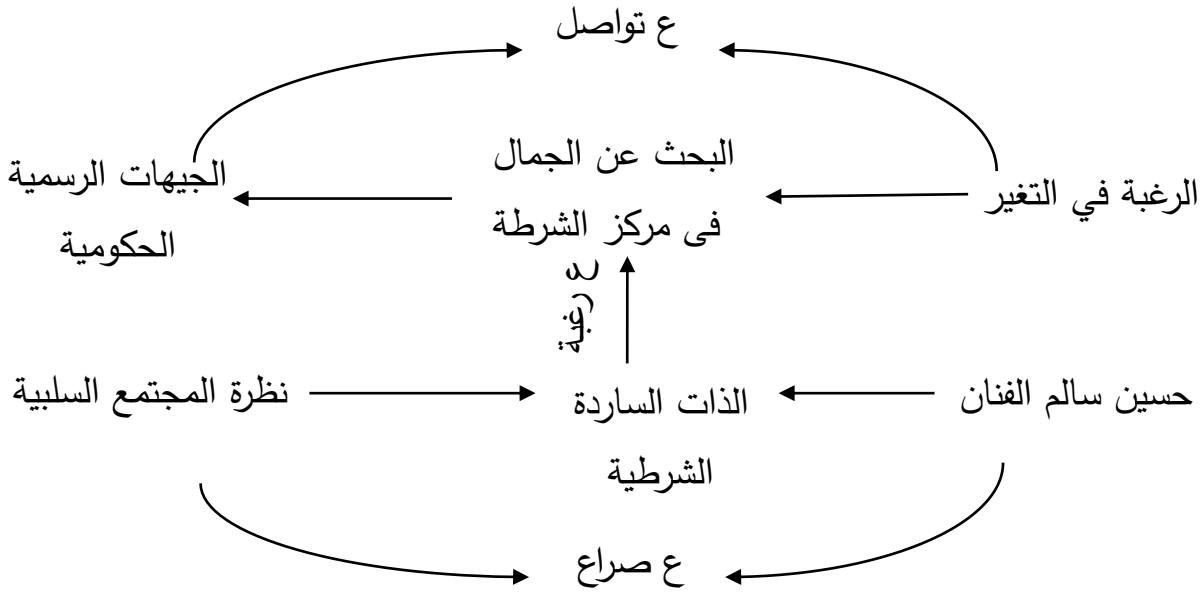 ع تواصل
الرغبة في التغير
البحث عن الجمال
فى مركز الشرطة
الجيهات الرسمية
الحكومية
ع رغبة
حسين سالم الفنان
الذات الساردة
الشرطية
نظرة المجتمع السلبية
ع صراع